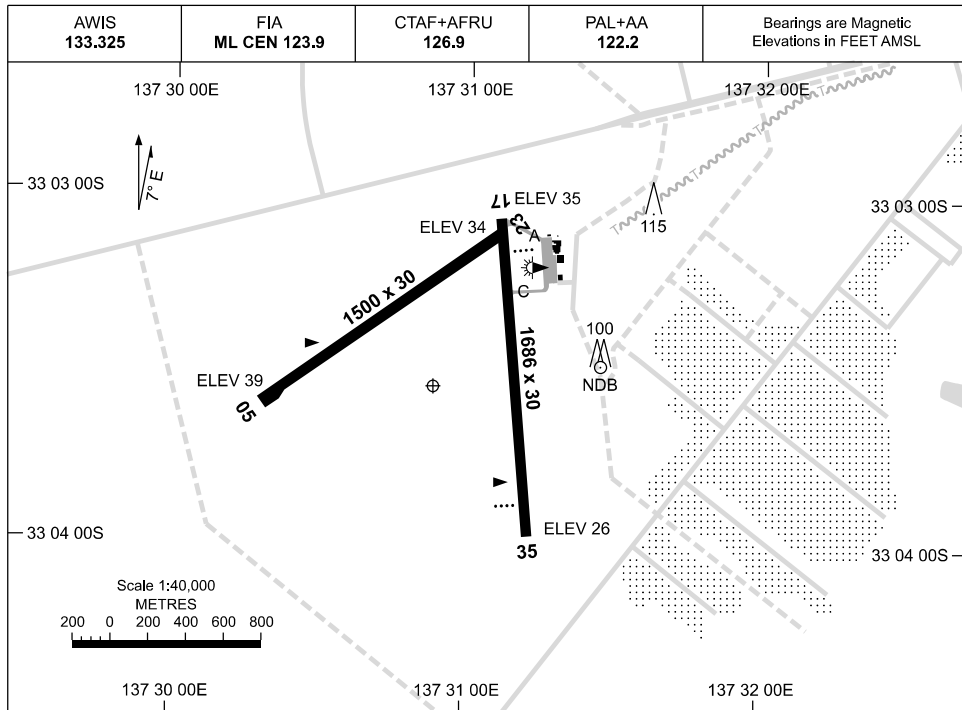 AWIS
133.325
FIA
ML CEN 123.9
CTAF+AFRU
126.9
PAL+AA
122.2
Bearings are Magnetic
Elevations in FEET AMSL
137 30 00E
137 31 00E
137 32 00E
7° E
33 03 00S
33 03 00S
17
ELEV 35
ELEV 34
23
A
115
C
1500 x 30
1686 x 30
100
NDB
ELEV 39
05
33 04 00S
ELEV 26
35
33 04 00S
Scale 1:40,000
METRES
200 0 200 400 600 800
137 30 00E
137 31 00E
137 32 00E
T
T
T